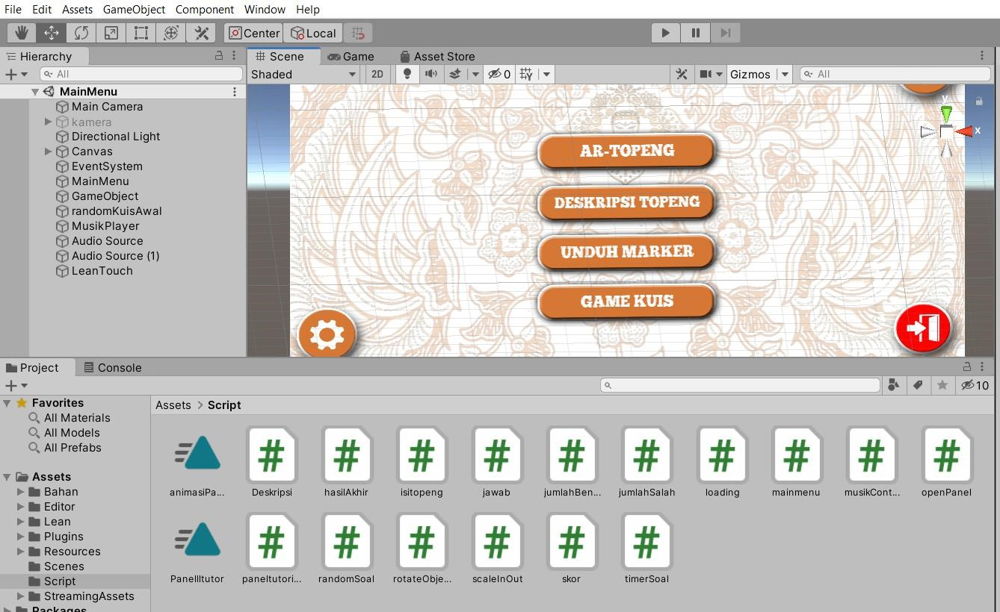 File Edit Assets GameObject Component Window Help
Center Local
Hierarchy
Scene Game Asset Store
All
Shaded 2D 0 Gizmos All
MainMenu
Main Camera
kamera
Directional Light
Canvas
EventSystem
MainMenu
GameObject
randomKuisAwal
MusikPlayer
Audio Source
Audio Source (1)
LeanTouch
y
x
AR-TOPENG
DESKRIPSI TOPENG
UNDUH MARKER
GAME KUIS
Project Console
10
Favorites
All Materials
All Models
All Prefabs
Assets
Bahan
Editor
Lean
Plugins
Resources
Scenes
Script
StreamingAssets
Packages
Assets > Script
animasiPa... Deskripsi hasilAkhir isitopeng jawab jumlahBen... jumlahSalah loading mainmenu musikCont... openPanel
Panelltutor paneltutori... randomSoal rotateObje... scaleInOut skor timerSoal